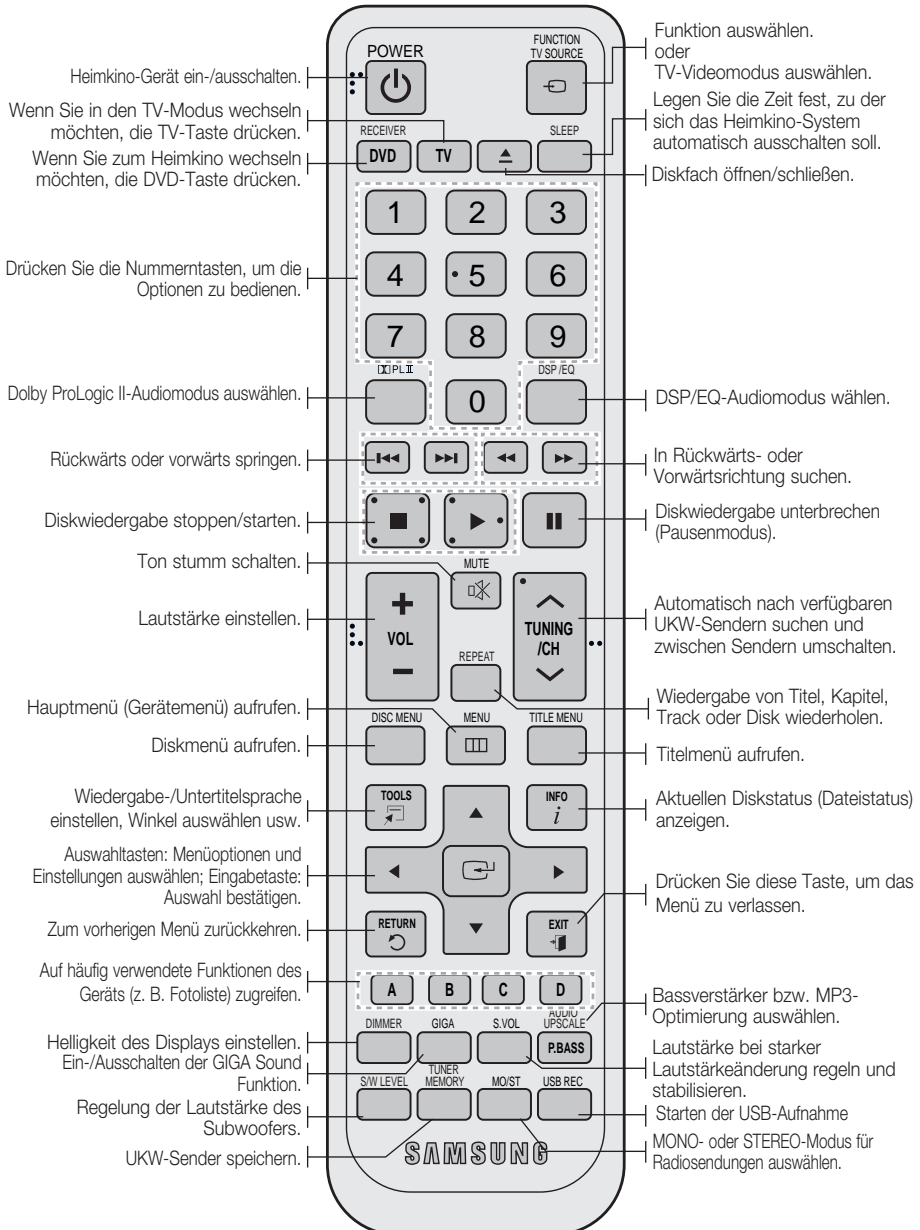 POWER
FUNCTION
TV SOURCE
Funktion auswählen.
oder
TV-Videomodus auswählen.
Heimkino-Gerät ein-/ausschalten.
Wenn Sie in den TV-Modus wechseln
möchten, die TV-Taste drücken.
Wenn Sie zum Heimkino wechseln
möchten, die DVD-Taste drücken.
RECEIVER
SLEEP
DVD
TV
Legen Sie die Zeit fest, zu der
sich das Heimkino-System
automatisch ausschalten soll.
Diskfach öffnen/schließen.
1 2 3
Drücken Sie die Nummerntasten, um die
Optionen zu bedienen.
4 5 6
7 8 9
PL II
DSP /EQ
0
Dolby ProLogic II-Audiomodus auswählen.
DSP/EQ-Audiomodus wählen.
Rückwärts oder vorwärts springen.
In Rückwärts- oder
Vorwärtsrichtung suchen.
Diskwiedergabe stoppen/starten.
Diskwiedergabe unterbrechen
(Pausenmodus).
Ton stumm schalten.
MUTE
Lautstärke einstellen.
+
VOL
−
TUNING
/CH
Automatisch nach verfügbaren
UKW-Sendern suchen und
zwischen Sendern umschalten.
REPEAT
Wiedergabe von Titel, Kapitel,
Track oder Disk wiederholen.
Hauptmenü (Gerätemenü) aufrufen.
DISC MENU
MENU
TITLE MENU
Diskmenü aufrufen.
Titelmenü aufrufen.
Wiedergabe-/Untertitelsprache
einstellen, Winkel auswählen usw.
TOOLS
INFO
i
Aktuellen Diskstatus (Dateistatus)
anzeigen.
Auswahltasten: Menüoptionen und
Einstellungen auswählen; Eingabetaste:
Auswahl bestätigen.
Drücken Sie diese Taste, um das
Menü zu verlassen.
Zum vorherigen Menü zurückkehren.
RETURN
EXIT
Auf häufig verwendete Funktionen des
Geräts (z. B. Fotoliste) zugreifen.
A B C D
Bassverstärker bzw. MP3-
Optimierung auswählen.
DIMMER
GIGA
S.VOL
AUDIO
UPSCALE
P.BASS
Helligkeit des Displays einstellen.
Ein-/Ausschalten der GIGA Sound
Funktion.
Lautstärke bei starker
Lautstärkeänderung regeln und
stabilisieren.
S/W LEVEL
TUNER
MEMORY
MO/ST
USB REC
Regelung der Lautstärke des
Subwoofers.
Starten der USB-Aufnahme
UKW-Sender speichern.
SAMSUNG
MONO- oder STEREO-Modus für
Radiosendungen auswählen.